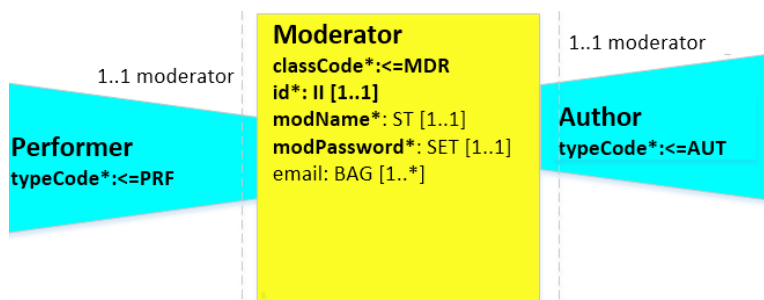 1..1 moderator
Performer
typeCode*:<=PRF
Moderator
classCode*:<=MDR
id*: II [1..1]
modName*: ST [1..1]
modPassword*: SET [1..1]
email: BAG [1..*]
1..1 moderator
Author
typeCode*:<=AUT